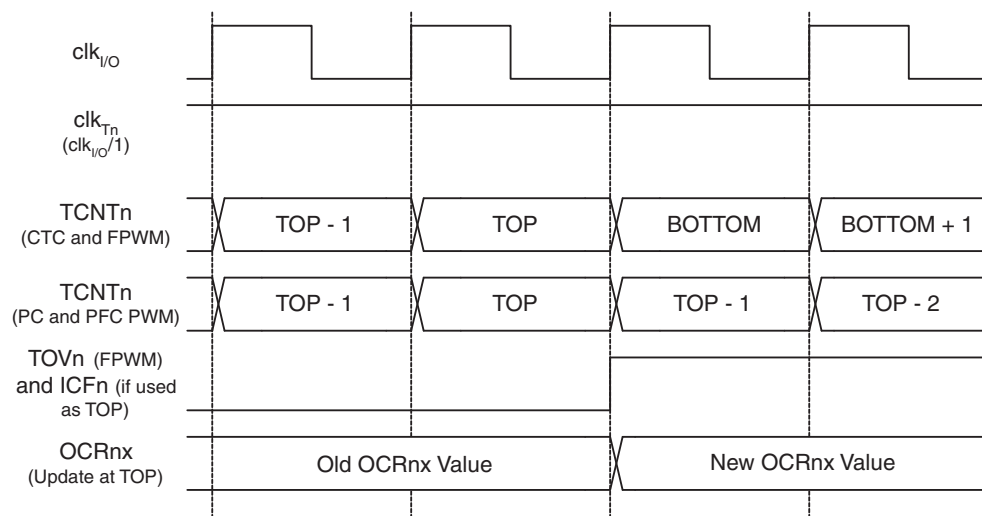 clkI/O
clkTn
(clkI/O/1)
TCNTn
(CTC and FPWM)
TOP - 1
TOP
BOTTOM
BOTTOM + 1
TCNTn
(PC and PFC PWM)
TOP - 1
TOP
TOP - 1
TOP - 2
TOVn (FPWM)
and ICFn (if used
as TOP)
OCRnx
(Update at TOP)
Old OCRnx Value
New OCRnx Value